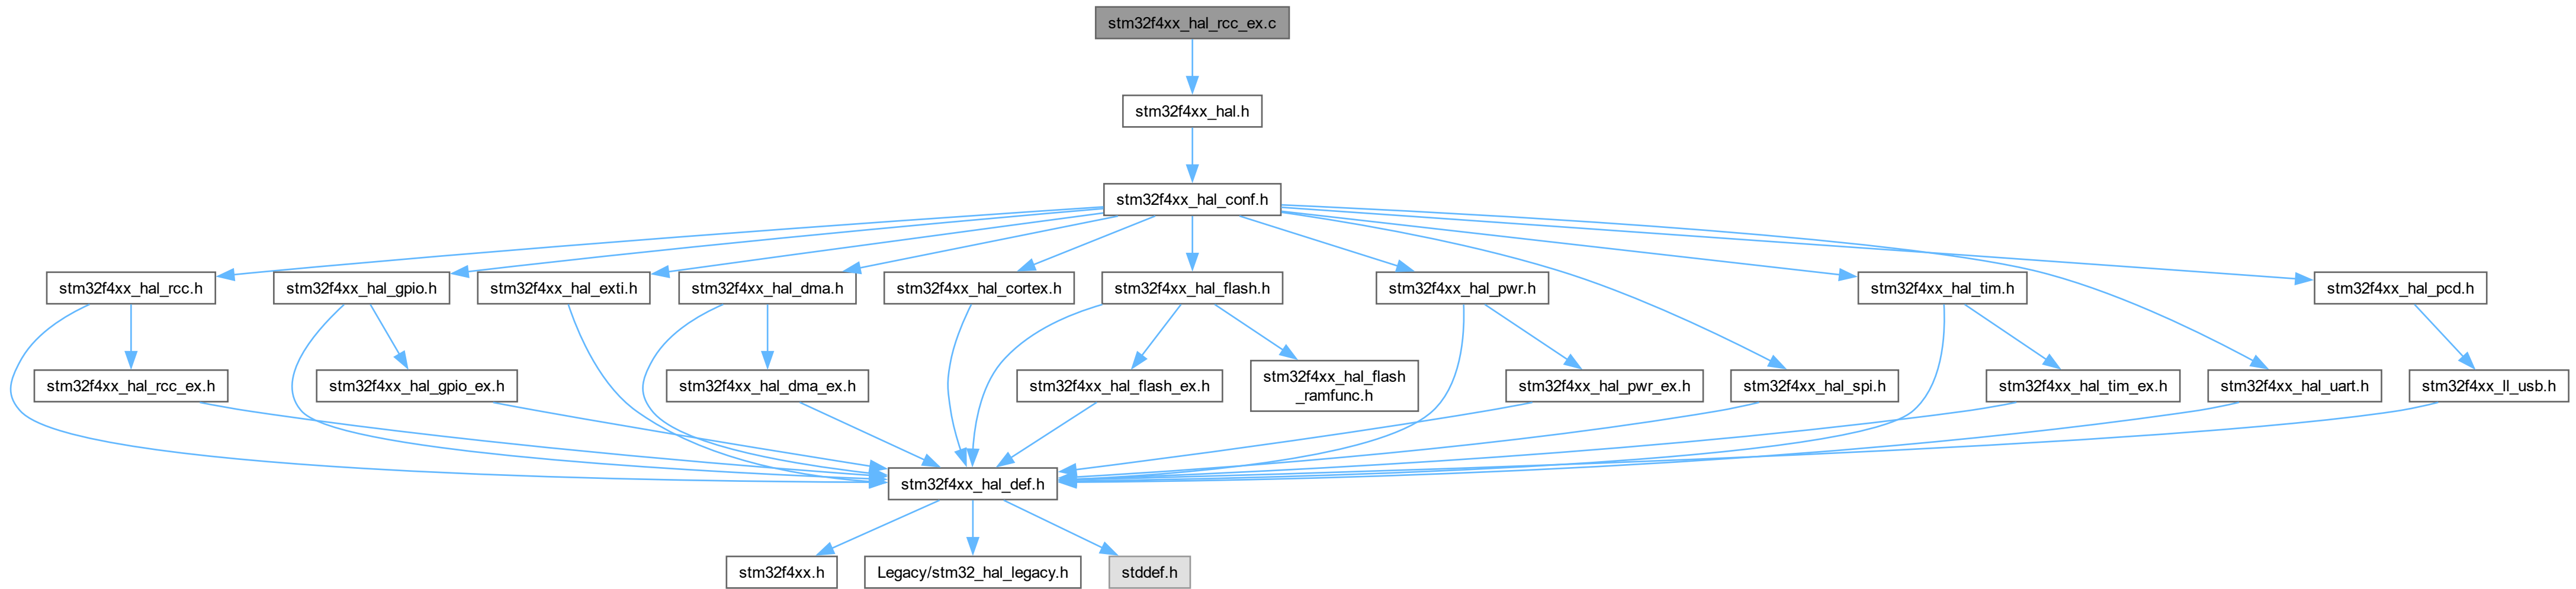 stm32f4xx_hal_rcc_ex.c
stm32f4xx_hal.h
stm32f4xx_hal_conf.h
stm32f4xx_hal_rcc.h
stm32f4xx_hal_gpio.h
stm32f4xx_hal_exti.h
stm32f4xx_hal_dma.h
stm32f4xx_hal_cortex.h
stm32f4xx_hal_flash.h
stm32f4xx_hal_pwr.h
stm32f4xx_hal_tim.h
stm32f4xx_hal_pcd.h
stm32f4xx_hal_rcc_ex.h
stm32f4xx_hal_gpio_ex.h
stm32f4xx_hal_dma_ex.h
stm32f4xx_hal_flash_ex.h
stm32f4xx_hal_flash
_ramfunc.h
stm32f4xx_hal_pwr_ex.h
stm32f4xx_hal_spi.h
stm32f4xx_hal_tim_ex.h
stm32f4xx_hal_uart.h
stm32f4xx_ll_usb.h
stm32f4xx_hal_def.h
stm32f4xx.h
Legacy/stm32_hal_legacy.h
stddef.h